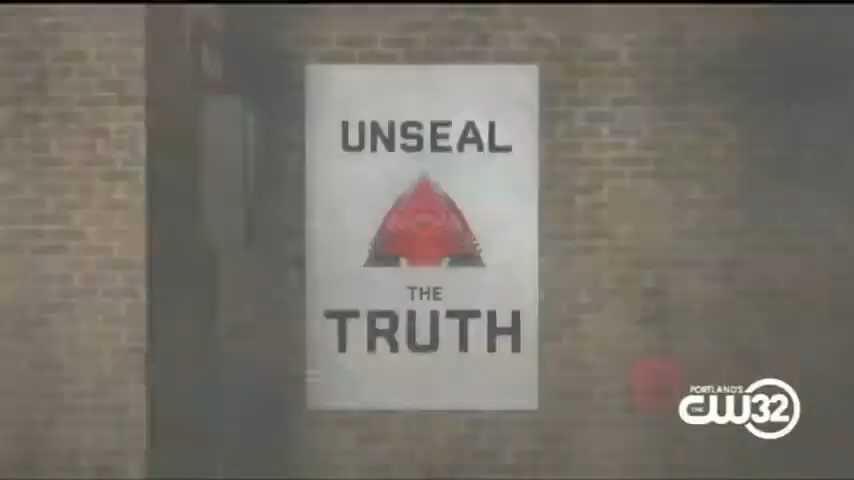 UNSEAL
THE
TRUTH
PORTLAND'S
THE CW32